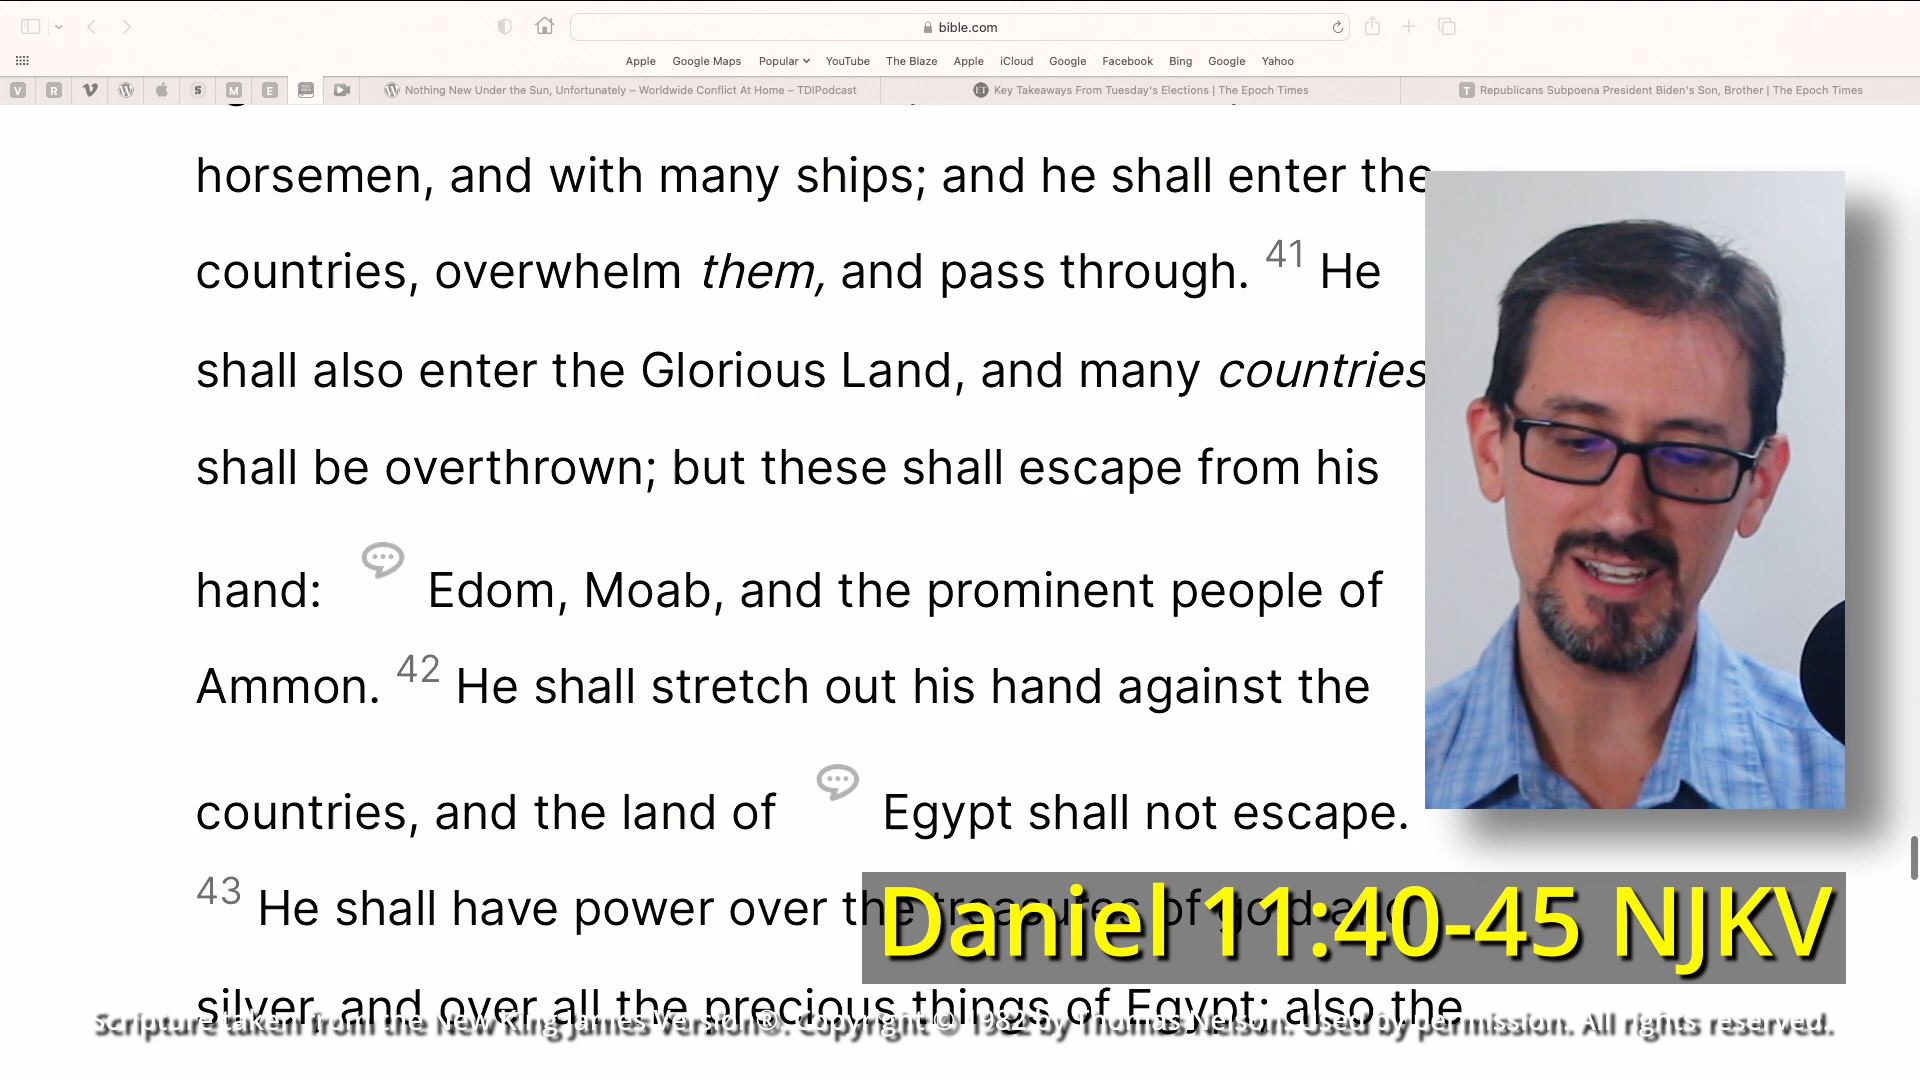 bible.com
Apple Google Maps Popular YouTube The Blaze Apple iCloud Google Facebook Bing Google Yahoo
V R S M E Nothing New Under the Sun, Unfortunately – Worldwide Conflict At Home – TDIPodcast ET Key Takeaways From Tuesday's Elections | The Epoch Times T Republicans Subpoena President Biden's Son, Brother | The Epoch Times
horsemen, and with many ships; and he shall enter the
countries, overwhelm them, and pass through. 41 He
shall also enter the Glorious Land, and many countries
shall be overthrown; but these shall escape from his
hand: Edom, Moab, and the prominent people of
Ammon. 42 He shall stretch out his hand against the
countries, and the land of Egypt shall not escape.
43 He shall have power over the treasures of gold and
Daniel 11:40-45 NJKV
silver, and over all the precious things of Egypt; also the
Scripture taken from the New King James Version®. Copyright © 1982 by Thomas Nelson. Used by permission. All rights reserved.